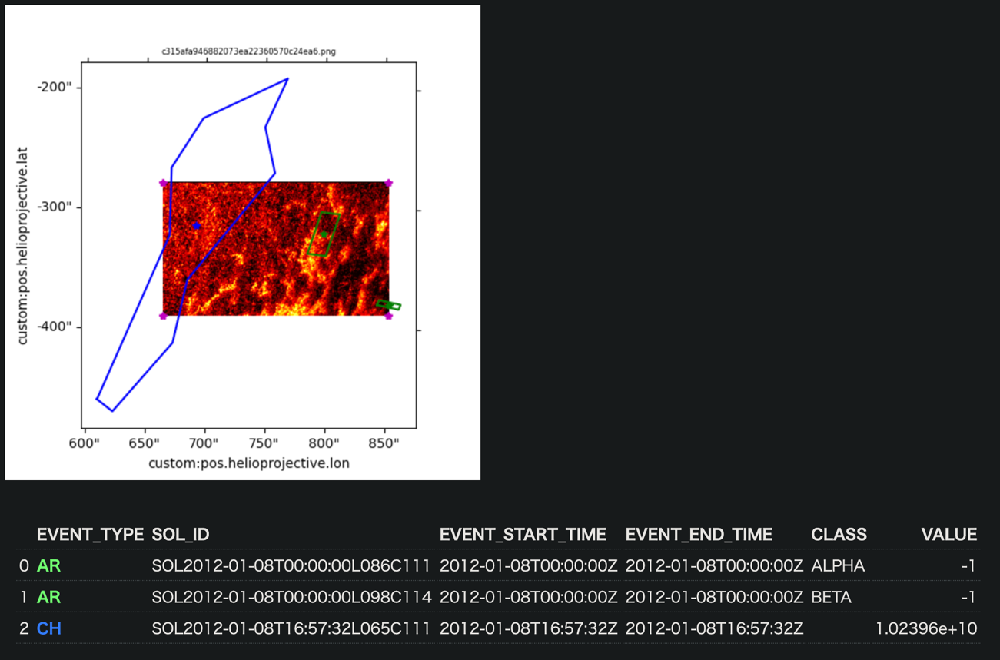 c315afa946882073ea22360570c24ea6.png
-200"
-300"
-400"
custom:pos.helioprojective.lat
600" 650" 700" 750" 800" 850"
custom:pos.helioprojective.lon
EVENT_TYPE SOL_ID EVENT_START_TIME EVENT_END_TIME CLASS VALUE
0 AR SOL2012-01-08T00:00:00L086C111 2012-01-08T00:00:00Z 2012-01-08T00:00:00Z ALPHA -1
1 AR SOL2012-01-08T00:00:00L098C114 2012-01-08T00:00:00Z 2012-01-08T00:00:00Z BETA -1
2 CH SOL2012-01-08T16:57:32L065C111 2012-01-08T16:57:32Z 2012-01-08T16:57:32Z 1.02396e+10